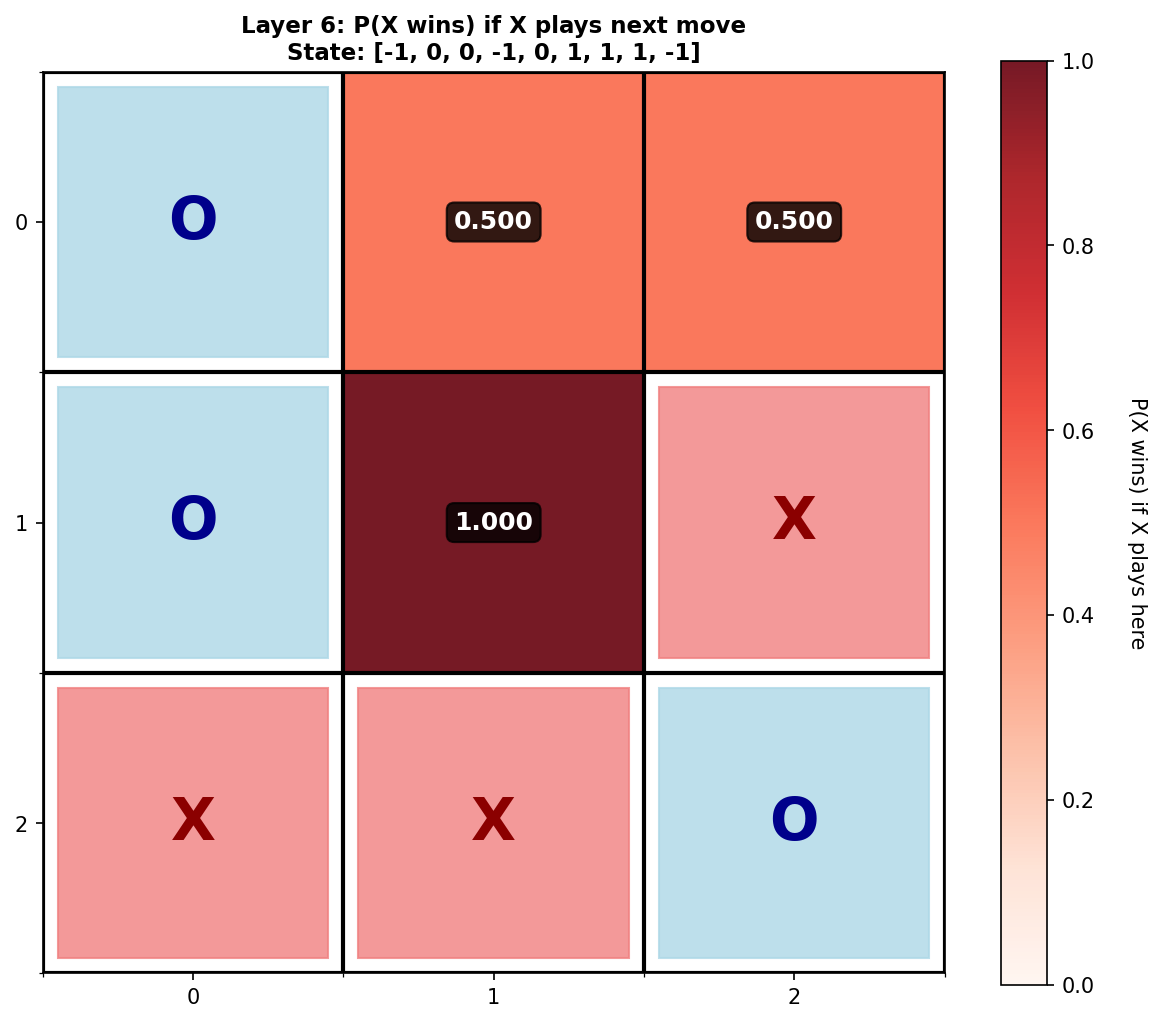 Layer 6: P(X wins) if X plays next move
State: [-1, 0, 0, -1, 0, 1, 1, 1, -1]
0
O
0.500
0.500
1
O
1.000
X
2
X
X
O
0
1
2
1.0
0.8
0.6
0.4
0.2
0.0
P(X wins) if X plays here